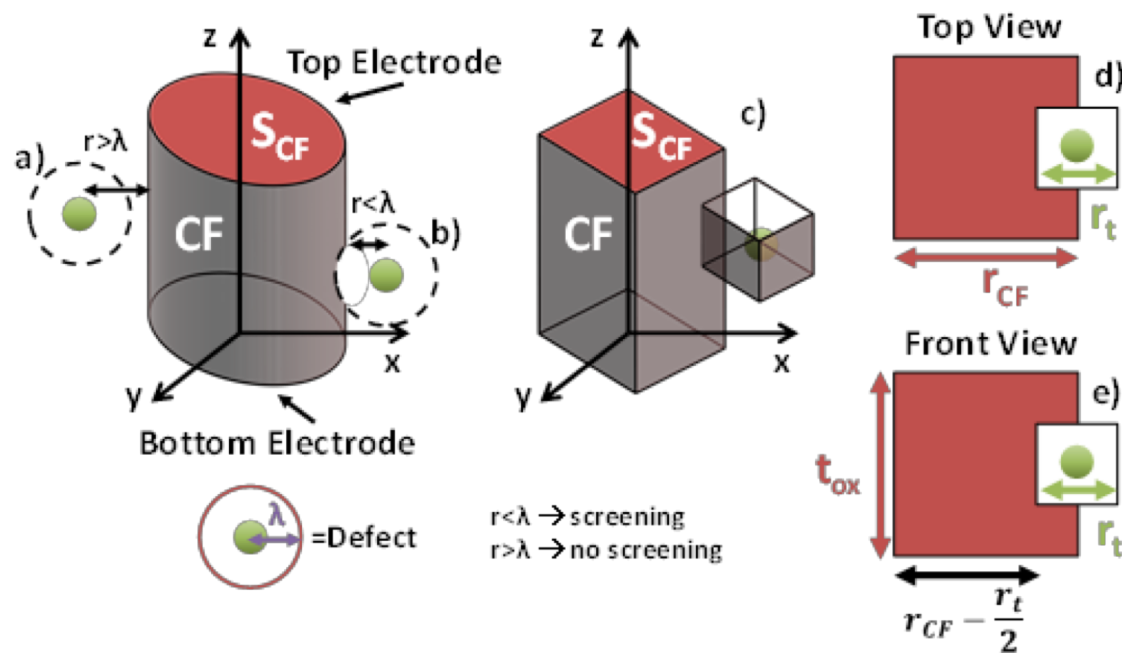 z
Top Electrode
S_CF
a)
r>λ
CF
r<λ
b)
x
y
Bottom Electrode
λ
=Defect
z
c)
S_CF
CF
x
y
r<λ → screening
r>λ → no screening
Top View
d)
r_t
r_CF
Front View
e)
t_ox
r_t
r_CF − r_t/2